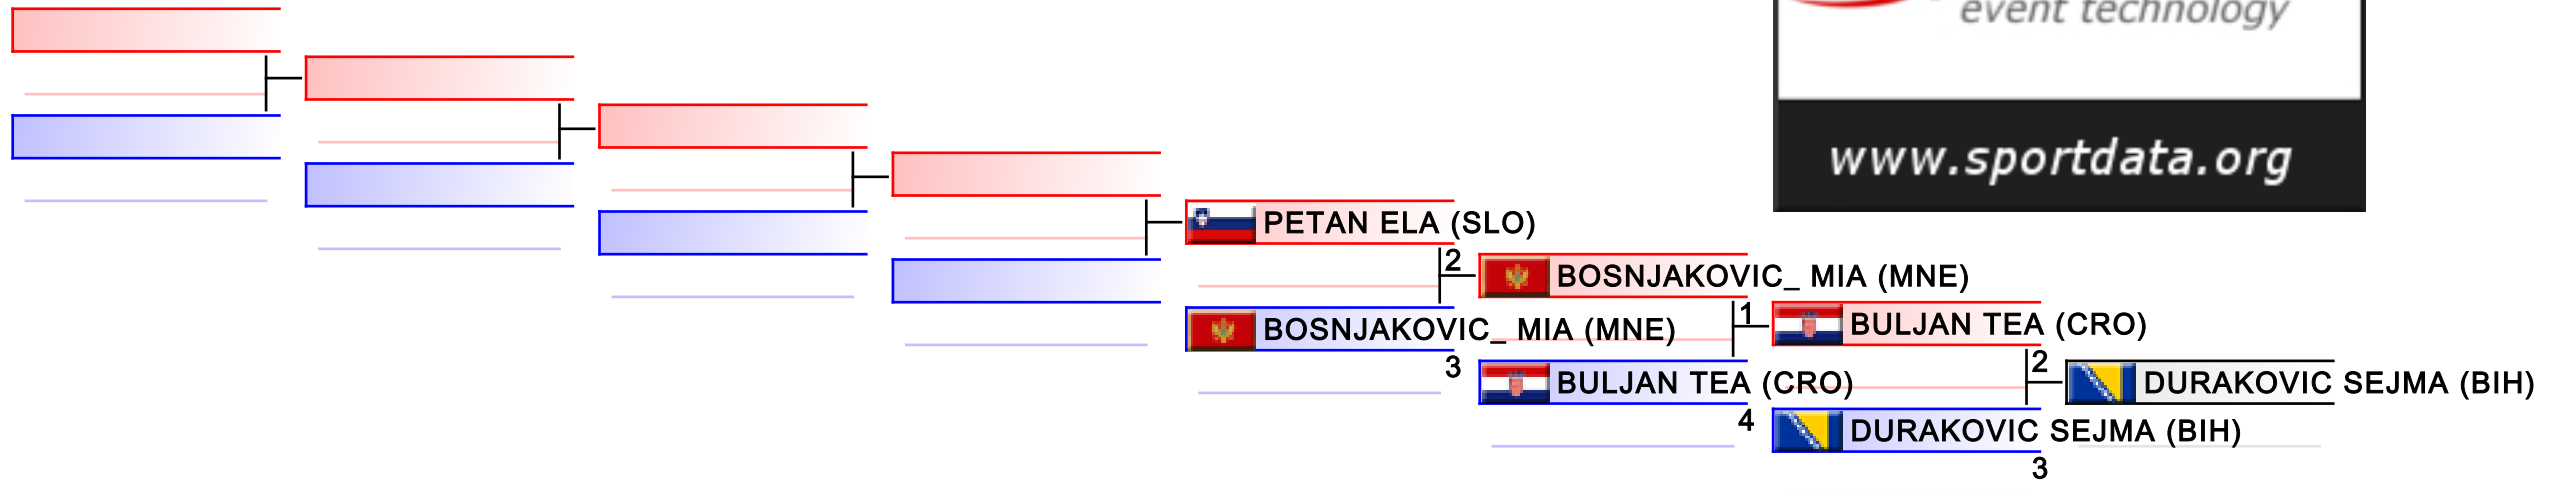 event technology
www.sportdata.org
PETAN ELA (SLO)
2
BOSNJAKOVIC_ MIA (MNE)
BOSNJAKOVIC_ MIA (MNE)
3
1
BULJAN TEA (CRO)
BULJAN TEA (CRO)
4
2
DURAKOVIC SEJMA (BIH)
DURAKOVIC SEJMA (BIH)
3